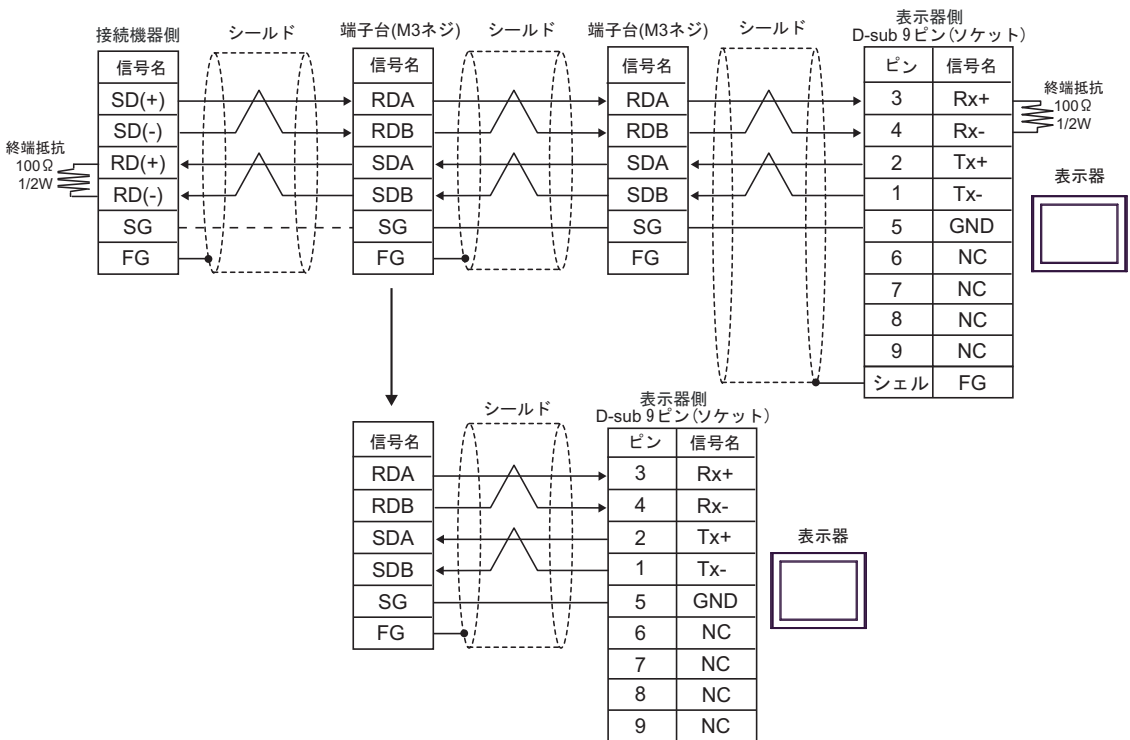 接続機器側
シールド
端子台(M3ネジ)
シールド
端子台(M3ネジ)
シールド
表示器側
D-sub 9ピン(ソケット)
信号名
SD(+)
SD(-)
RD(+)
RD(-)
SG
FG
終端抵抗
100Ω
1/2W
信号名
RDA
RDB
SDA
SDB
SG
FG
信号名
RDA
RDB
SDA
SDB
SG
FG
ピン 信号名
3 Rx+
4 Rx-
2 Tx+
1 Tx-
5 GND
6 NC
7 NC
8 NC
9 NC
シェル FG
終端抵抗
100Ω
1/2W
表示器
シールド
表示器側
D-sub 9ピン(ソケット)
信号名
RDA
RDB
SDA
SDB
SG
FG
ピン 信号名
3 Rx+
4 Rx-
2 Tx+
1 Tx-
5 GND
6 NC
7 NC
8 NC
9 NC
表示器